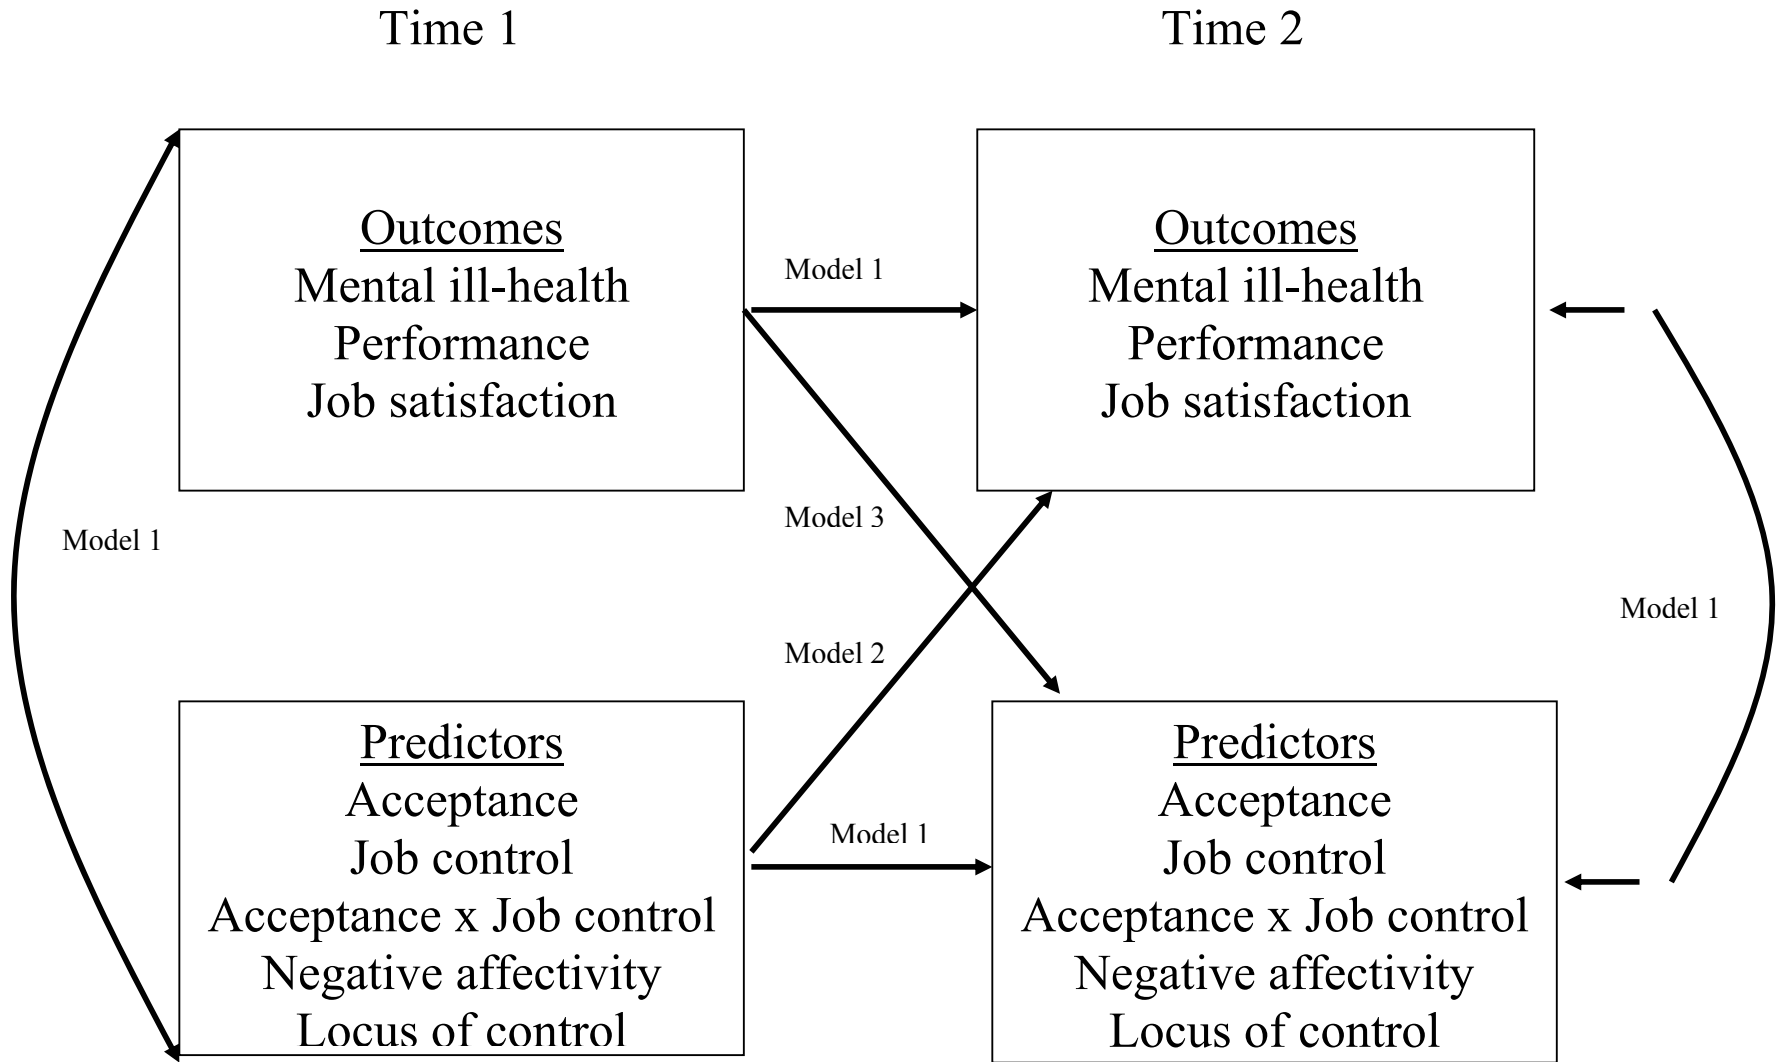 Time 1
Time 2
Outcomes
Mental ill-health
Performance
Job satisfaction
Model 1
Outcomes
Mental ill-health
Performance
Job satisfaction
Model 1
Model 3
Model 2
Model 1
Predictors
Acceptance
Job control
Acceptance x Job control
Negative affectivity
Locus of control
Model 1
Predictors
Acceptance
Job control
Acceptance x Job control
Negative affectivity
Locus of control